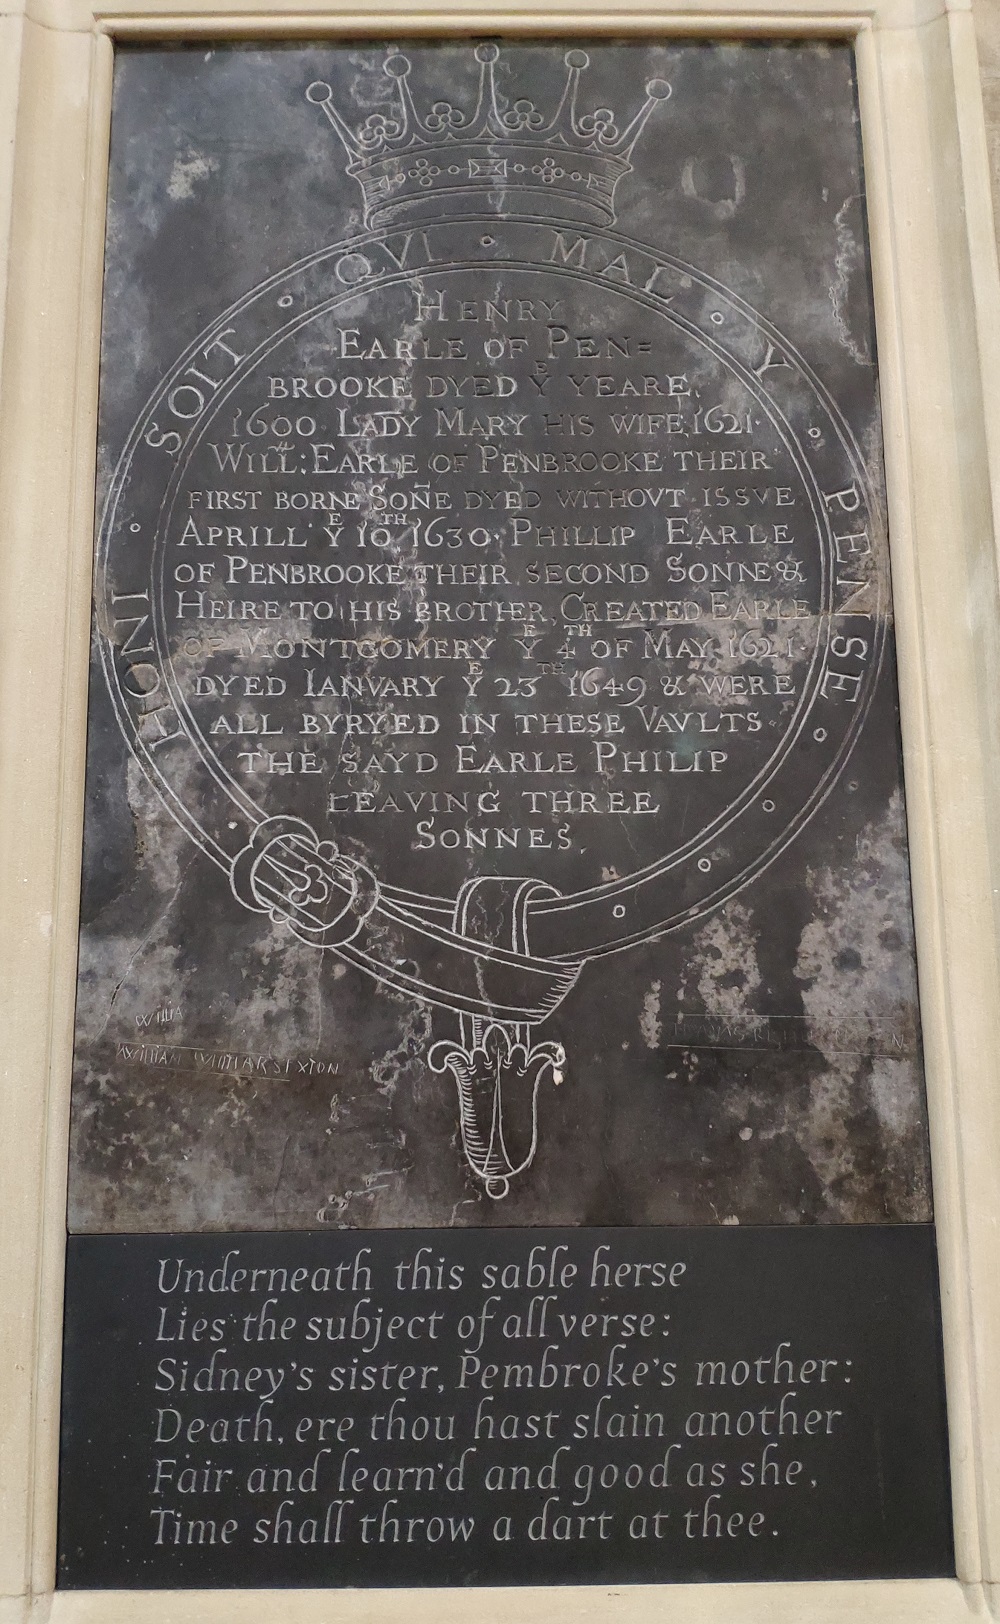 HONI · SOIT · QVI · MAL · Y · PENSE ·
HENRY
EARLE OF PEN=
BROOKE DYED Yᴱ YEARE.
1600 LADY MARY HIS WIFE 1621·
WILL: EARLE OF PENBROOKE THEIR
FIRST BORNE SOÑE DYED WITHOVT ISSVE
APRILL Yᴱ 10ᵀᴴ 1630· PHILLIP EARLE
OF PENBROOKE THEIR SECOND SONNE &
HEIRE TO HIS BROTHER, CREATED EARLE
OF MONTGOMERY Yᴱ 4ᵀᴴ OF MAY 1621·
DYED IANVARY Yᴱ 23ᵀᴴ 1649 & WERE
ALL BVRYED IN THESE VAVLTS
THE SAYD EARLE PHILIP
LEAVING THREE
SONNES.
WILLIA
WILLIAM
Underneath this sable herse
Lies the subject of all verse:
Sidney's sister, Pembroke's mother:
Death, ere thou hast slain another
Fair and learn'd and good as she,
Time shall throw a dart at thee.